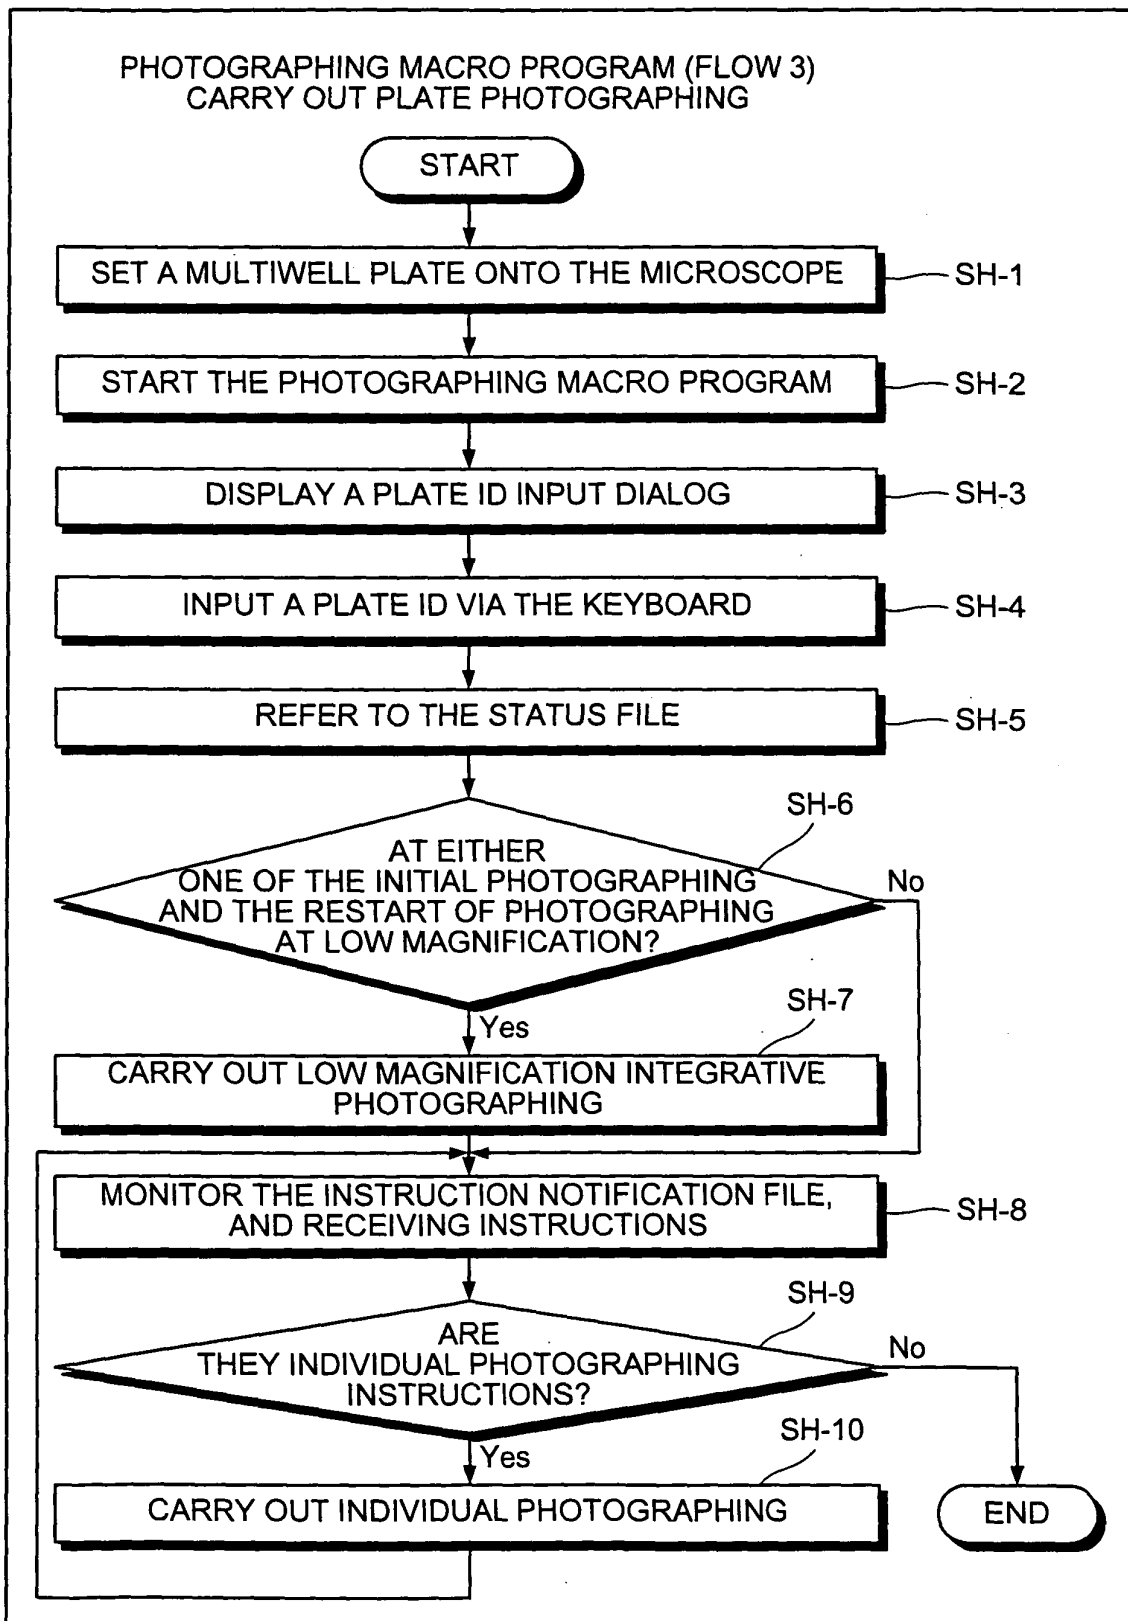 PHOTOGRAPHING MACRO PROGRAM (FLOW 3)
CARRY OUT PLATE PHOTOGRAPHING
START
SET A MULTIWELL PLATE ONTO THE MICROSCOPE
SH-1
START THE PHOTOGRAPHING MACRO PROGRAM
SH-2
DISPLAY A PLATE ID INPUT DIALOG
SH-3
INPUT A PLATE ID VIA THE KEYBOARD
SH-4
REFER TO THE STATUS FILE
SH-5
SH-6
AT EITHER
ONE OF THE INITIAL PHOTOGRAPHING
AND THE RESTART OF PHOTOGRAPHING
AT LOW MAGNIFICATION?
No
Yes
SH-7
CARRY OUT LOW MAGNIFICATION INTEGRATIVE
PHOTOGRAPHING
MONITOR THE INSTRUCTION NOTIFICATION FILE,
AND RECEIVING INSTRUCTIONS
SH-8
SH-9
ARE
THEY INDIVIDUAL PHOTOGRAPHING
INSTRUCTIONS?
No
Yes
SH-10
CARRY OUT INDIVIDUAL PHOTOGRAPHING
END